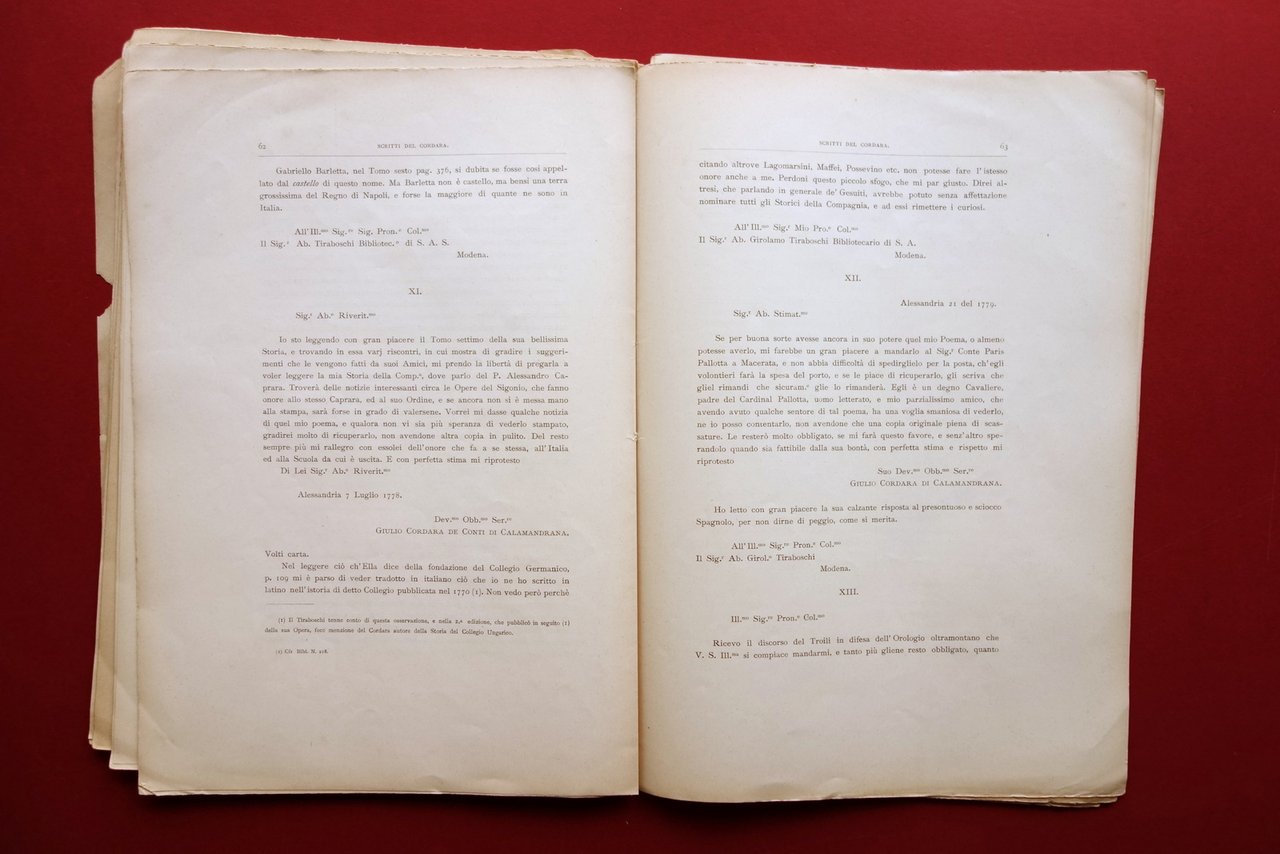 62
SCRITTI DEL CORDARA.
Gabriello Barletta, nel Tomo sesto pag. 376, si dubita se fosse così appel-
lato dal castello di questo nome. Ma Barletta non è castello, ma bensi una terra
grossissima del Regno di Napoli, e forse la maggiore di quante ne sono in
Italia.
All' Ill.mo Sig.re Sig. Pron.e Col.mo
Il Sig.r Ab. Tiraboschi Bibliotec.o di S. A. S.
Modena.
XI.
Sig.r Ab.e Riverit.mo
Io sto leggendo con gran piacere il Tomo settimo della sua bellissima
Storia, e trovando in essa varj riscontri, in cui mostra di gradire i suggeri-
menti che le vengono fatti da suoi Amici, mi prendo la libertà di pregarla a
voler leggere la mia Storia della Comp.a, dove parlo del P. Alessandro Ca-
prara. Troverà delle notizie interessanti circa le Opere del Sigonio, che fanno
onore allo stesso Caprara, ed al suo Ordine, e se ancora non si è messa mano
alla stampa, sarà forse in grado di valersene. Vorrei mi dasse qualche notizia
di quel mio poema, e qualora non vi sia più speranza di vederlo stampato,
gradirei molto di ricuperarlo, non avendone altra copia in pulito. Del resto
sempre più mi rallegro con essolei dell'onore che fa a se stessa, all' Italia
ed alla Scuola da cui è uscita. E con perfetta stima mi riprotesto
Di Lei Sig.r Ab.e Riverit.mo
Alessandria 7 Luglio 1778.
Dev.mo Obb.mo Ser.re
GIULIO CORDARA DE CONTI DI CALAMANDRANA.
Volti carta.
Nel leggere ciò ch'Ella dice della fondazione del Collegio Germanico,
p. 109 mi è parso di veder tradotto in italiano ciò che io ne ho scritto in
latino nell'istoria di detto Collegio pubblicata nel 1770 (1). Non vedo però perchè
(1) Il Tiraboschi tenne conto di questa osservazione, e nella 2.a edizione, che pubblicò in seguito (2)
della sua Opera, fece menzione del Cordara autore della Storia del Collegio Ungarico.
(2) Cfr Bibl. N. 218.
SCRITTI DEL CORDARA.
63
citando altrove Lagomarsini, Maffei, Possevino etc. non potesse fare l'istesso
onore anche a me. Perdoni questo piccolo sfogo, che mi par giusto. Direi al-
tresì, che parlando in generale de' Gesuiti, avrebbe potuto senza affettazione
nominare tutti gli Storici della Compagnia, e ad essi rimettere i curiosi.
All' Ill.mo Sig.r Mio Pro.e Col.mo
Il Sig.r Ab. Girolamo Tiraboschi Bibliotecario di S. A.
Modena.
XII.
Alessandria 21 del 1779.
Sig.r Ab. Stimat.mo
Se per buona sorte avesse ancora in suo potere quel mio Poema, o almeno
potesse averlo, mi farebbe un gran piacere a mandarlo al Sig.r Conte Paris
Pallotta a Macerata, e non abbia difficoltà di spedirglielo per la posta, ch'egli
volontieri farà la spesa del porto, e se le piace di ricuperarlo, gli scriva che
gliel rimandi che sicuram.e glie lo rimanderà. Egli è un degno Cavaliere,
padre del Cardinal Pallotta, uomo letterato, e mio parzialissimo amico, che
avendo avuto qualche sentore di tal poema, ha una voglia smaniosa di vederlo,
ne io posso consentarlo, non avendone che una copia originale piena di scas-
sature. Le resterò molto obbligato, se mi farà questo favore, e senz'altro spe-
randolo quando sia fattibile dalla sua bontà, con perfetta stima e rispetto mi
riprotesto
Suo Dev.mo Obb.mo Ser.re
GIULIO CORDARA DI CALAMANDRANA.
Ho letto con gran piacere la sua calzante risposta al presontuoso e sciocco
Spagnolo, per non dirne di peggio, come si merita.
All' Ill.mo Sig.re Pron.e Col.mo
Il Sig.r Ab. Girol.o Tiraboschi
Modena.
XIII.
Ill.mo Sig.re Pron.e Col.mo
Ricevo il discorso del Troili in difesa dell'Orologio oltramontano che
V. S. Ill.ma si compiace mandarmi, e tanto più gliene resto obbligato, quanto